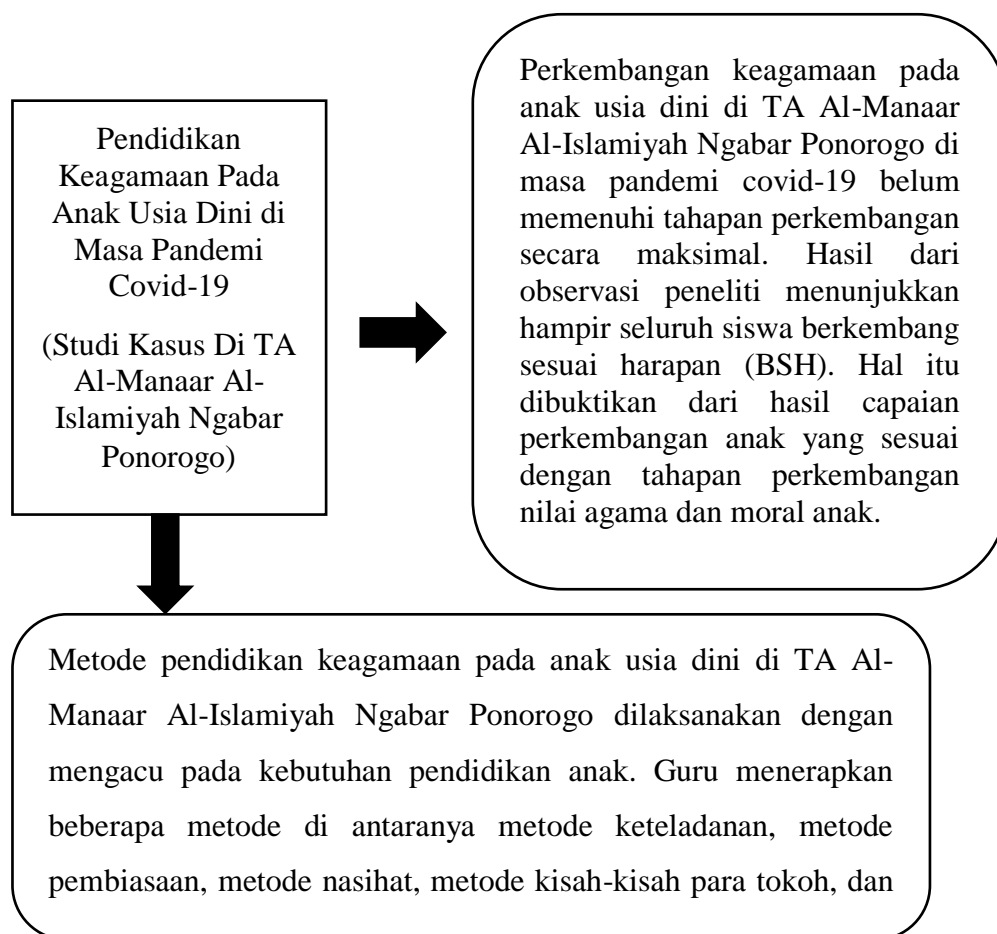 Pendidikan
Keagamaan Pada
Anak Usia Dini di
Masa Pandemi
Covid-19
(Studi Kasus Di TA
Al-Manaar Al-
Islamiyah Ngabar
Ponorogo)
Perkembangan keagamaan pada
anak usia dini di TA Al-Manaar
Al-Islamiyah Ngabar Ponorogo di
masa pandemi covid-19 belum
memenuhi tahapan perkembangan
secara maksimal. Hasil dari
observasi peneliti menunjukkan
hampir seluruh siswa berkembang
sesuai harapan (BSH). Hal itu
dibuktikan dari hasil capaian
perkembangan anak yang sesuai
dengan tahapan perkembangan
nilai agama dan moral anak.
Metode pendidikan keagamaan pada anak usia dini di TA Al-
Manaar Al-Islamiyah Ngabar Ponorogo dilaksanakan dengan
mengacu pada kebutuhan pendidikan anak. Guru menerapkan
beberapa metode di antaranya metode keteladanan, metode
pembiasaan, metode nasihat, metode kisah-kisah para tokoh, dan